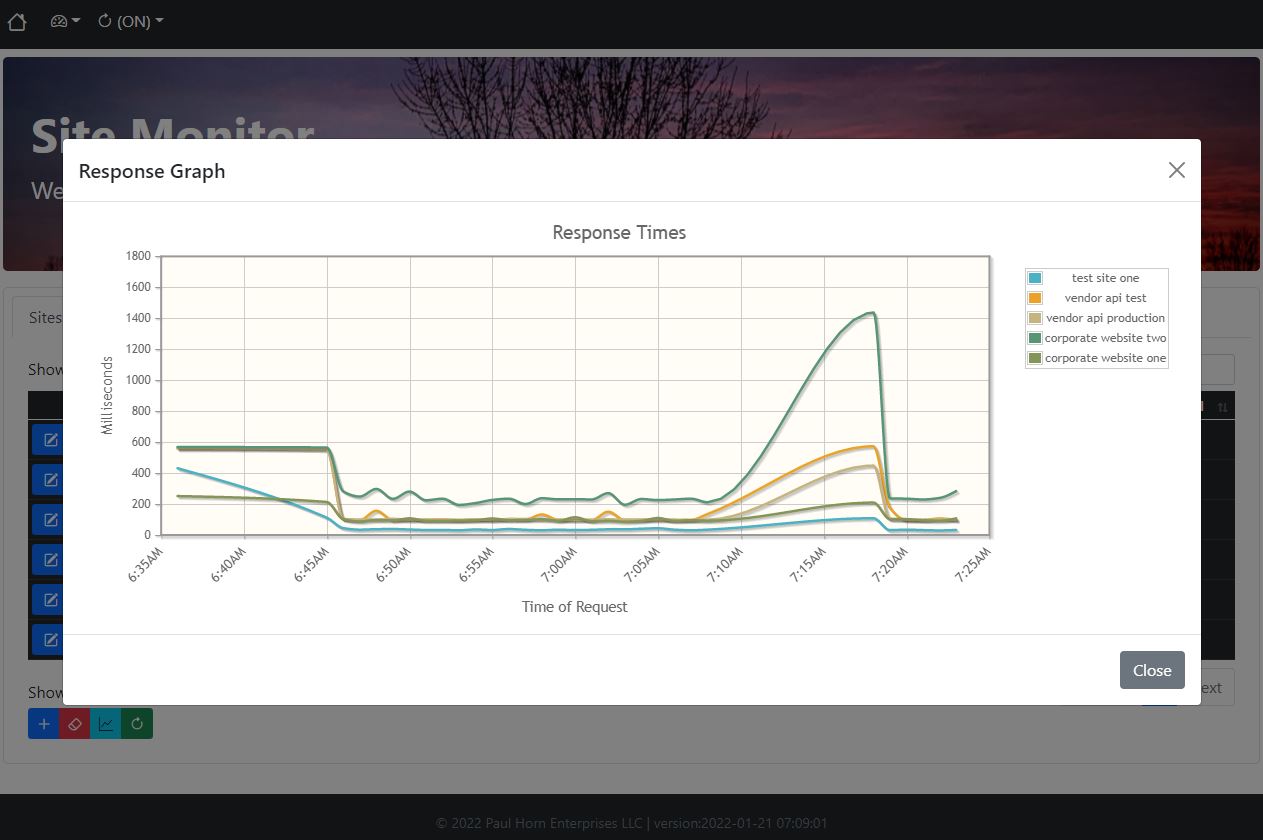 (ON)
Site Monitor
We
Response Graph
Response Times
1800
1600
1400
1200
1000
800
600
400
200
0
Milliseconds
6:35AM
6:40AM
6:45AM
6:50AM
6:55AM
7:00AM
7:05AM
7:10AM
7:15AM
7:20AM
7:25AM
Time of Request
test site one
vendor api test
vendor api production
corporate website two
corporate website one
Sites
Show
Close
Show
ext
© 2022 Paul Horn Enterprises LLC | version:2022-01-21 07:09:01